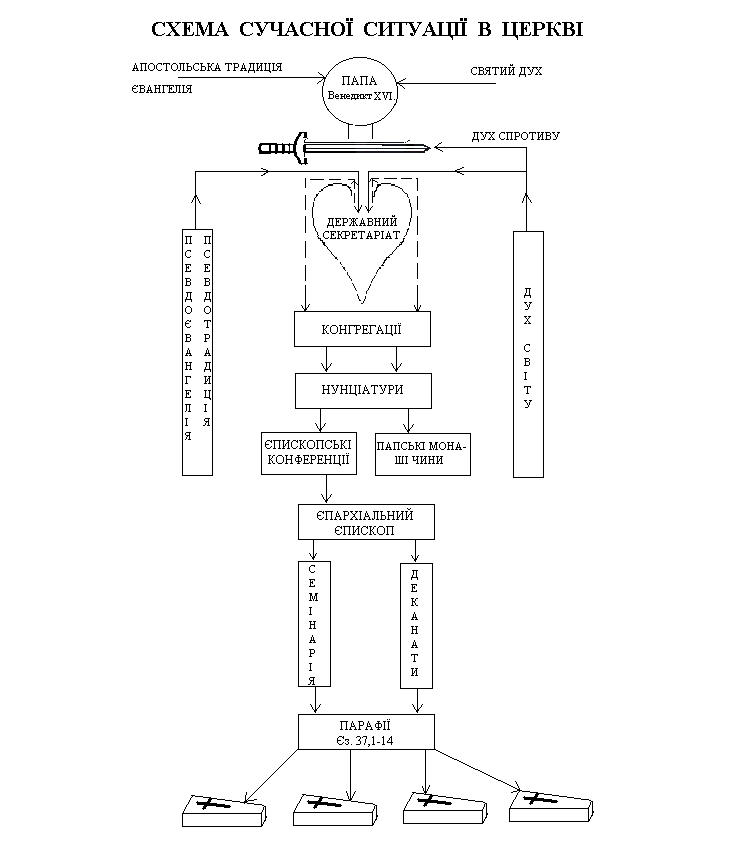 СХЕМА СУЧАСНОЇ СИТУАЦІЇ В ЦЕРКВІ
АПОСТОЛЬСЬКА ТРАДИЦІЯ
ЄВАНГЕЛІЯ
ПАПА
Венедикт XVI.
СВЯТИЙ ДУХ
ДУХ СПРОТИВУ
ДЕРЖАВНИЙ
СЕКРЕТАРІАТ
ПСЕВДОЄВАНГЕЛІЯ
ПСЕВДОТРАДИЦІЯ
ДУХ СВІТУ
КОНГРЕГАЦІЇ
НУНЦІАТУРИ
ЄПИСКОПСЬКІ
КОНФЕРЕНЦІЇ
ПАПСЬКІ МОНА-
ШІ ЧИНИ
ЄПАРХІАЛЬНИЙ
ЄПИСКОП
СЕМІНАРІЯ
ДЕКАНАТИ
ПАРАФІЇ
Єз. 37,1-14